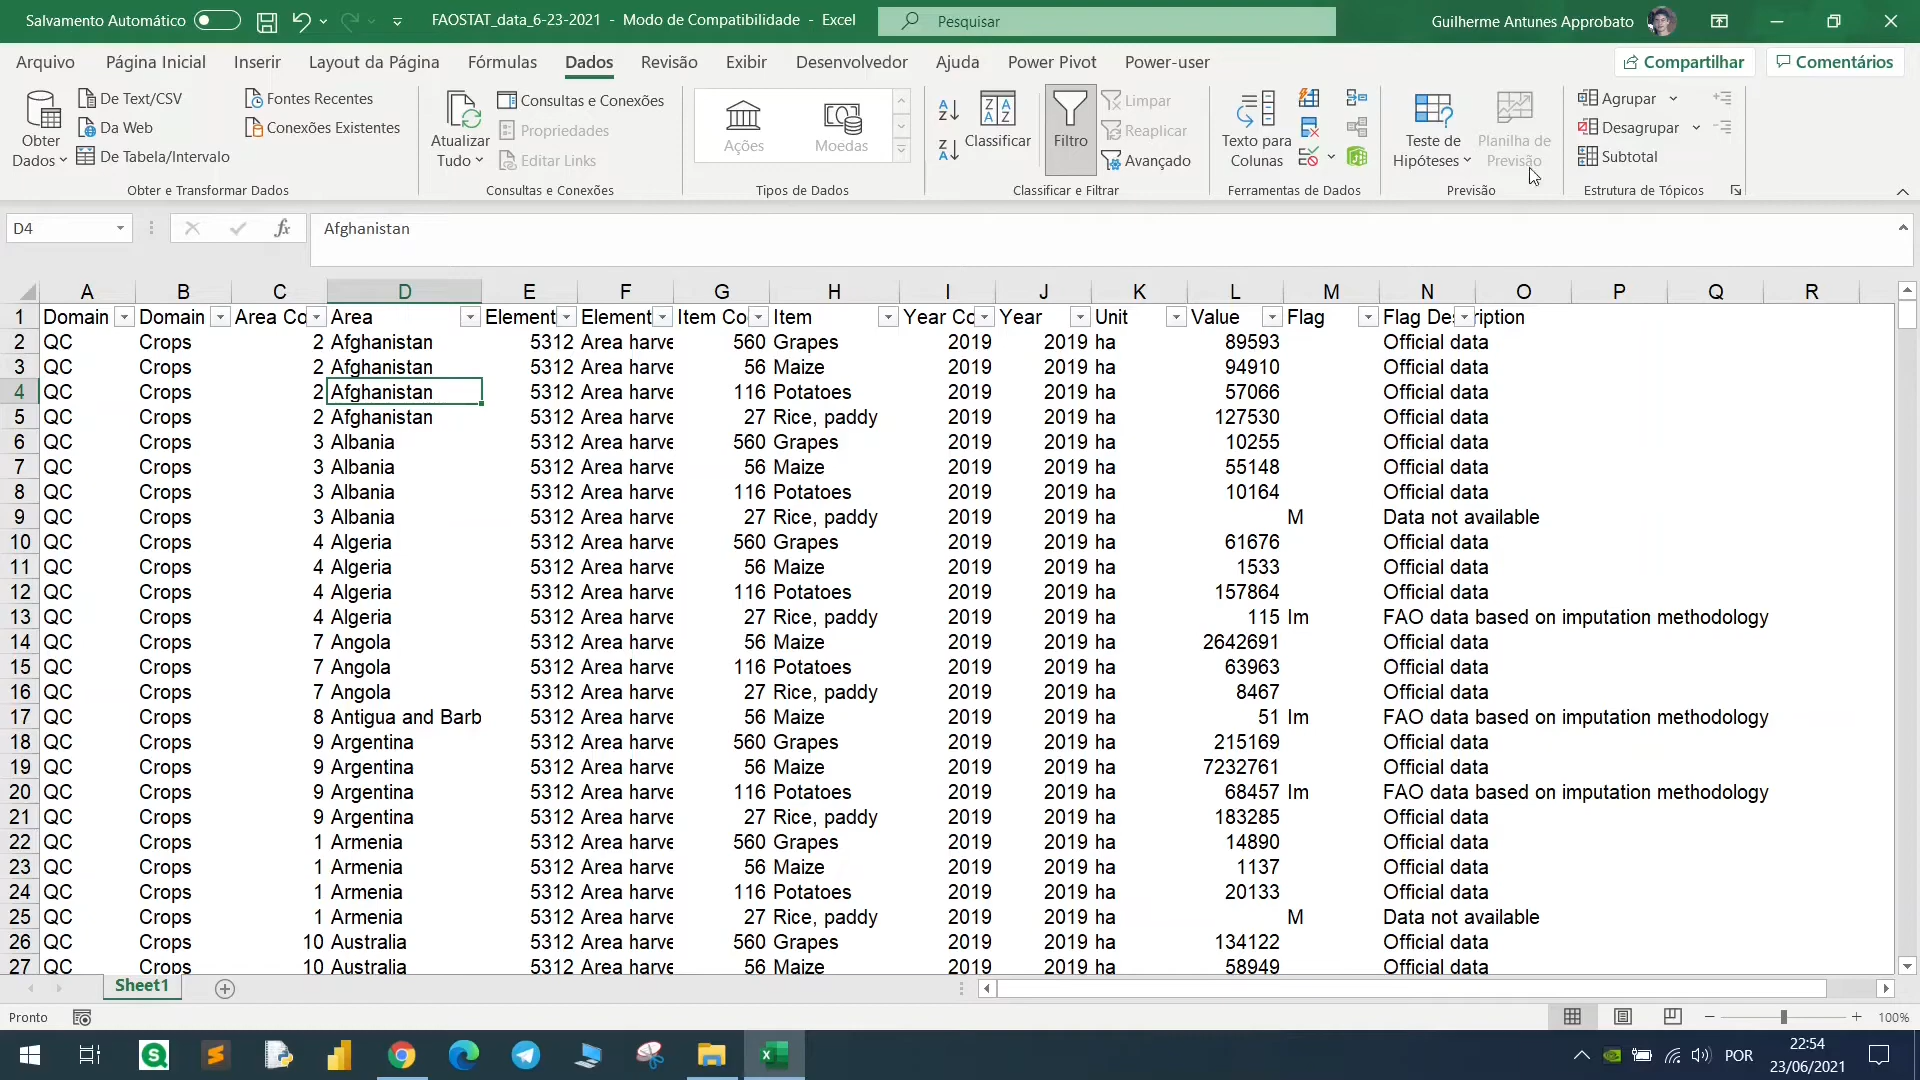 Salvamento Automático
FAOSTAT_data_6-23-2021 - Modo de Compatibilidade - Excel
Pesquisar
Guilherme Antunes Approbato
Arquivo Página Inicial Inserir Layout da Página Fórmulas Dados Revisão Exibir Desenvolvedor Ajuda Power Pivot Power-user
Compartilhar Comentários
Obter Dados
De Text/CSV
Da Web
De Tabela/Intervalo
Fontes Recentes
Conexões Existentes
Obter e Transformar Dados
Atualizar Tudo
Consultas e Conexões
Propriedades
Editar Links
Consultas e Conexões
Ações Moedas
Tipos de Dados
Classificar
Filtro
Limpar
Reaplicar
Avançado
Classificar e Filtrar
Texto para Colunas
Ferramentas de Dados
Teste de Hipóteses
Planilha de Previsão
Previsão
Agrupar
Desagrupar
Subtotal
Estrutura de Tópicos
D4 fx Afghanistan
A B C D E F G H I J K L M N O P Q R
1 Domain Domain Area Co Area Element Element Item Co Item Year Co Year Unit Value Flag Flag Des ription
2 QC Crops 2 Afghanistan 5312 Area harve 560 Grapes 2019 2019 ha 89593 Official data
3 QC Crops 2 Afghanistan 5312 Area harve 56 Maize 2019 2019 ha 94910 Official data
4 QC Crops 2 Afghanistan 5312 Area harve 116 Potatoes 2019 2019 ha 57066 Official data
5 QC Crops 2 Afghanistan 5312 Area harve 27 Rice, paddy 2019 2019 ha 127530 Official data
6 QC Crops 3 Albania 5312 Area harve 560 Grapes 2019 2019 ha 10255 Official data
7 QC Crops 3 Albania 5312 Area harve 56 Maize 2019 2019 ha 55148 Official data
8 QC Crops 3 Albania 5312 Area harve 116 Potatoes 2019 2019 ha 10164 Official data
9 QC Crops 3 Albania 5312 Area harve 27 Rice, paddy 2019 2019 ha M Data not available
10 QC Crops 4 Algeria 5312 Area harve 560 Grapes 2019 2019 ha 61676 Official data
11 QC Crops 4 Algeria 5312 Area harve 56 Maize 2019 2019 ha 1533 Official data
12 QC Crops 4 Algeria 5312 Area harve 116 Potatoes 2019 2019 ha 157864 Official data
13 QC Crops 4 Algeria 5312 Area harve 27 Rice, paddy 2019 2019 ha 115 Im FAO data based on imputation methodology
14 QC Crops 7 Angola 5312 Area harve 56 Maize 2019 2019 ha 2642691 Official data
15 QC Crops 7 Angola 5312 Area harve 116 Potatoes 2019 2019 ha 63963 Official data
16 QC Crops 7 Angola 5312 Area harve 27 Rice, paddy 2019 2019 ha 8467 Official data
17 QC Crops 8 Antigua and Barb 5312 Area harve 56 Maize 2019 2019 ha 51 Im FAO data based on imputation methodology
18 QC Crops 9 Argentina 5312 Area harve 560 Grapes 2019 2019 ha 215169 Official data
19 QC Crops 9 Argentina 5312 Area harve 56 Maize 2019 2019 ha 7232761 Official data
20 QC Crops 9 Argentina 5312 Area harve 116 Potatoes 2019 2019 ha 68457 Im FAO data based on imputation methodology
21 QC Crops 9 Argentina 5312 Area harve 27 Rice, paddy 2019 2019 ha 183285 Official data
22 QC Crops 1 Armenia 5312 Area harve 560 Grapes 2019 2019 ha 14890 Official data
23 QC Crops 1 Armenia 5312 Area harve 56 Maize 2019 2019 ha 1137 Official data
24 QC Crops 1 Armenia 5312 Area harve 116 Potatoes 2019 2019 ha 20133 Official data
25 QC Crops 1 Armenia 5312 Area harve 27 Rice, paddy 2019 2019 ha M Data not available
26 QC Crops 10 Australia 5312 Area harve 560 Grapes 2019 2019 ha 134122 Official data
27 QC Crops 10 Australia 5312 Area harve 56 Maize 2019 2019 ha 58949 Official data
Sheet1
Pronto
100%
POR
22:54
23/06/2021